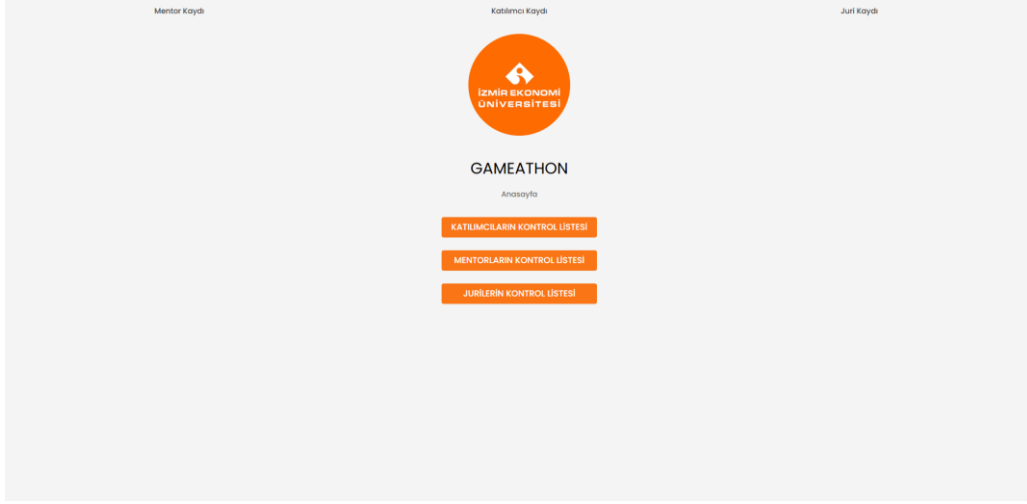 Mentor Kaydı
Katılımcı Kaydı
Juri Kaydı
İZMİR EKONOMİ
ÜNİVERSİTESİ
GAMEATHON
Anasayfa
KATILIMCILARIN KONTROL LİSTESİ
MENTORLARIN KONTROL LİSTESİ
JURİLERİN KONTROL LİSTESİ